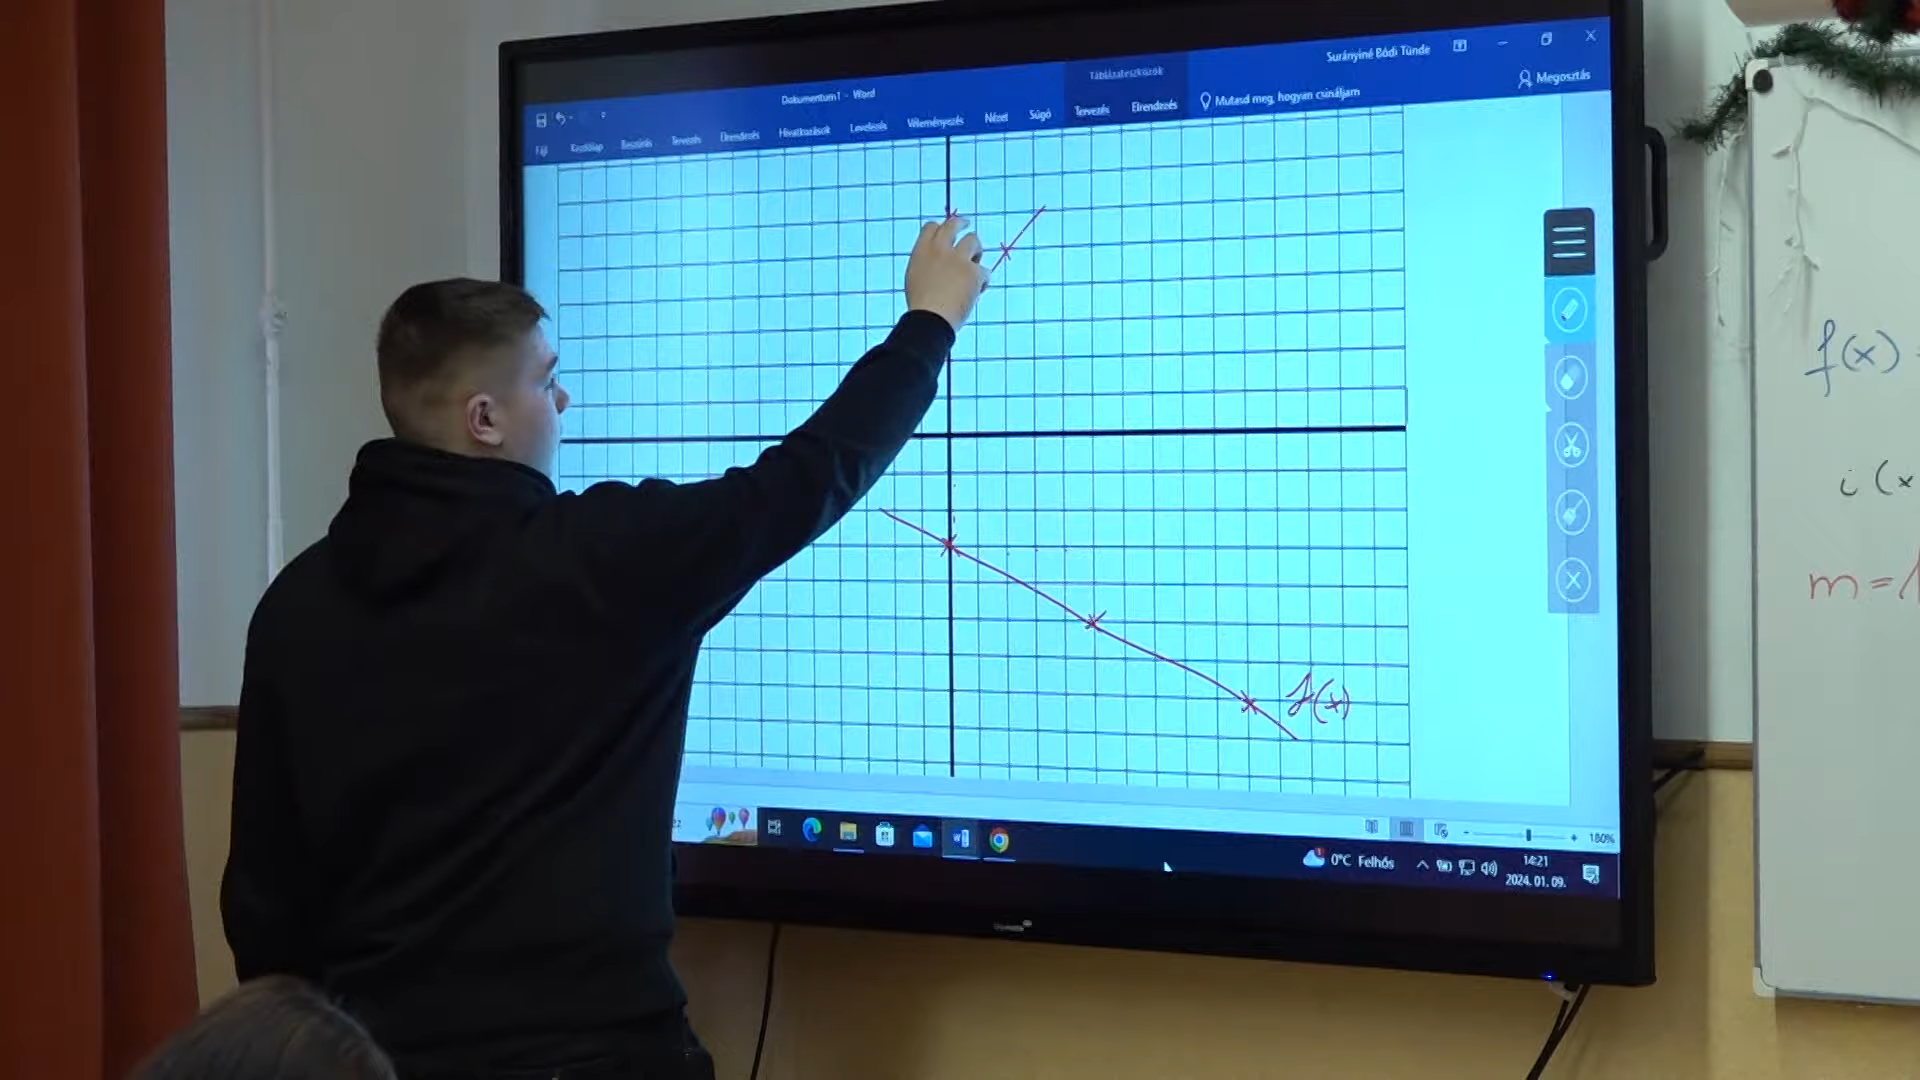 Surányiné Bódi Tünde
Táblázateszközök
Dokumentum1 - Word
Megosztás
Fájl Kezdőlap Beszúrás Tervezés Elrendezés Hivatkozások Levelezés Véleményezés Nézet Súgó Tervezés Elrendezés Mutasd meg, hogyan csináljam
f(x)
f(x)
i(x
m=1
180%
0°C Felhős
14:21
2024. 01. 09.